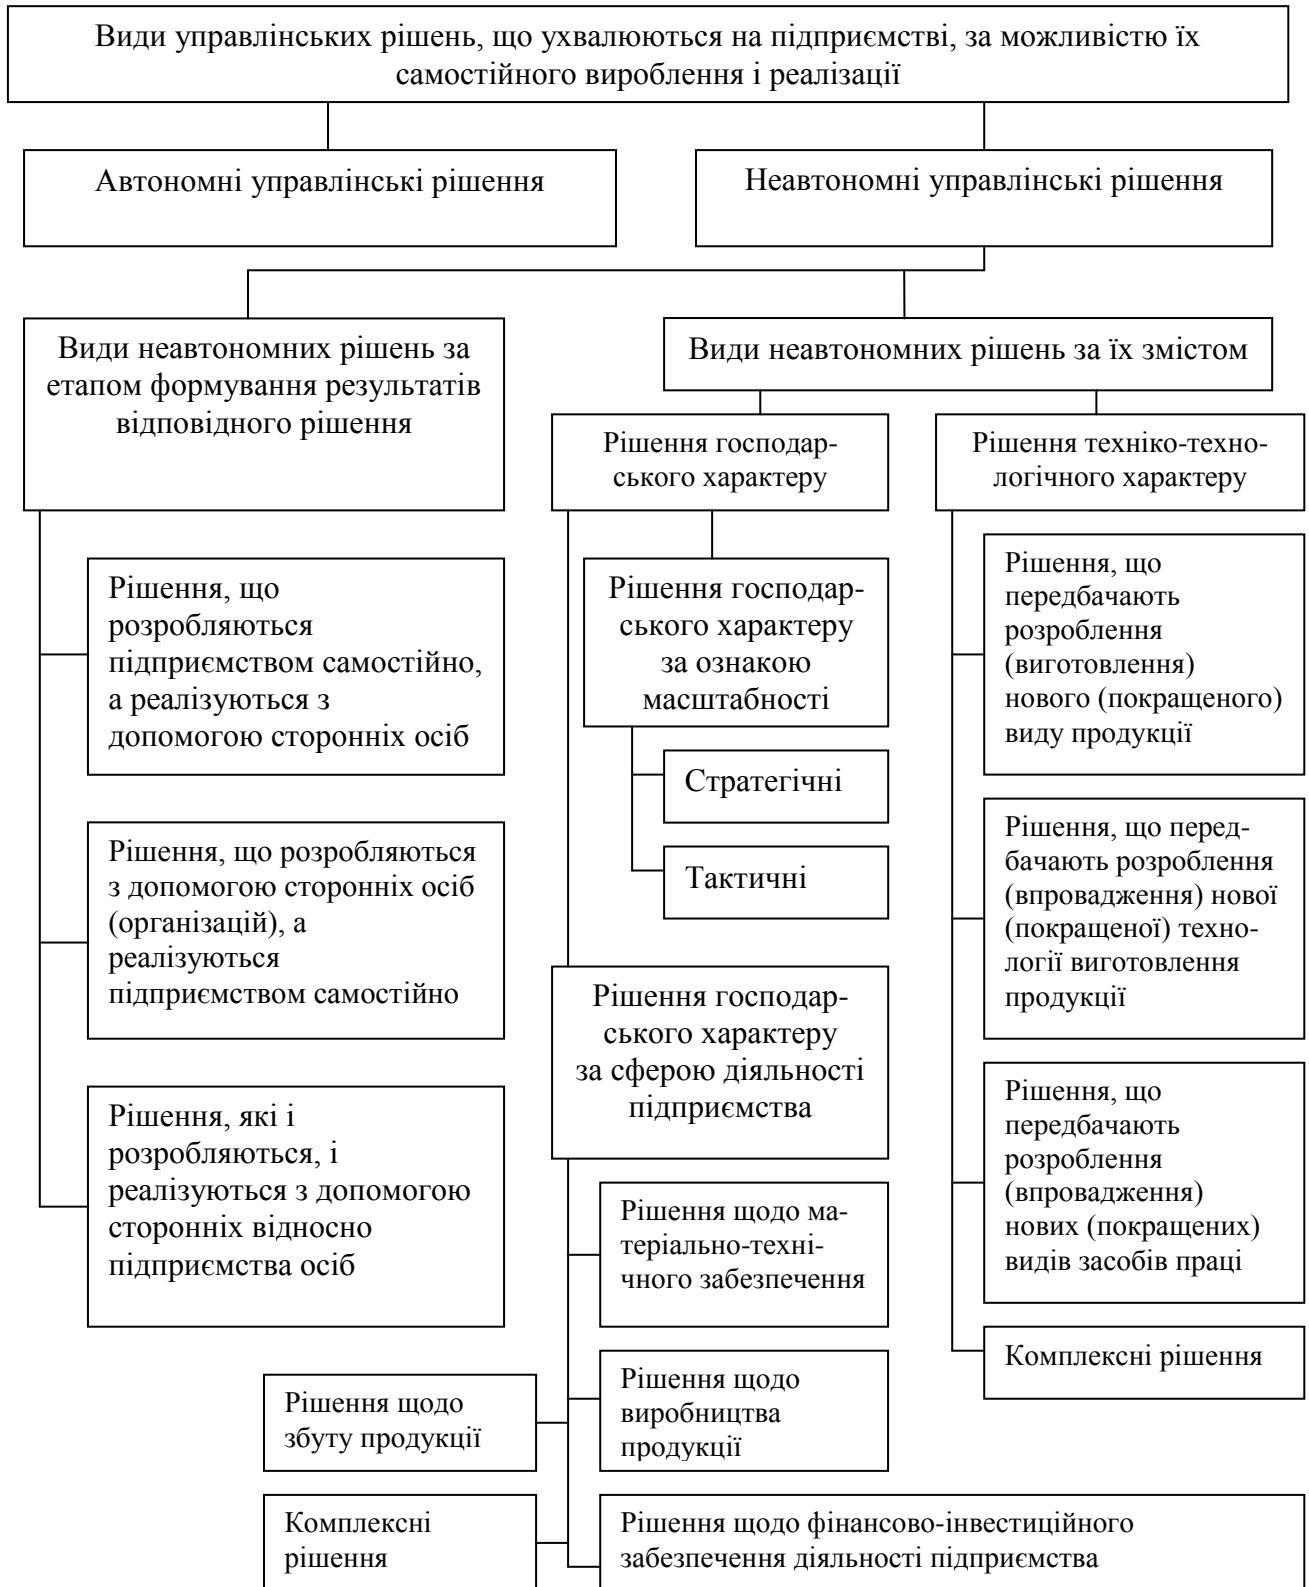 Види управлінських рішень, що ухвалюються на підприємстві, за можливістю їх
самостійного вироблення і реалізації
Автономні управлінські рішення
Неавтономні управлінські рішення
Види неавтономних рішень за
етапом формування результатів
відповідного рішення
Види неавтономних рішень за їх змістом
Рішення господар-
ського характеру
Рішення техніко-техно-
логічного характеру
Рішення, що
розробляються
підприємством самостійно,
а реалізуються з
допомогою сторонніх осіб
Рішення, що розробляються
з допомогою сторонніх осіб
(організацій), а
реалізуються
підприємством самостійно
Рішення, які і
розробляються, і
реалізуються з допомогою
сторонніх відносно
підприємства осіб
Рішення господар-
ського характеру
за ознакою
масштабності
Стратегічні
Тактичні
Рішення господар-
ського характеру
за сферою діяльності
підприємства
Рішення щодо ма-
теріально-техні-
чного забезпечення
Рішення щодо
виробництва
продукції
Рішення щодо
збуту продукції
Комплексні
рішення
Рішення щодо фінансово-інвестиційного
забезпечення діяльності підприємства
Рішення, що
передбачають
розроблення
(виготовлення)
нового (покращеного)
виду продукції
Рішення, що перед-
бачають розроблення
(впровадження) нової
(покращеної) техно-
логії виготовлення
продукції
Рішення, що
передбачають
розроблення
(впровадження)
нових (покращених)
видів засобів праці
Комплексні рішення